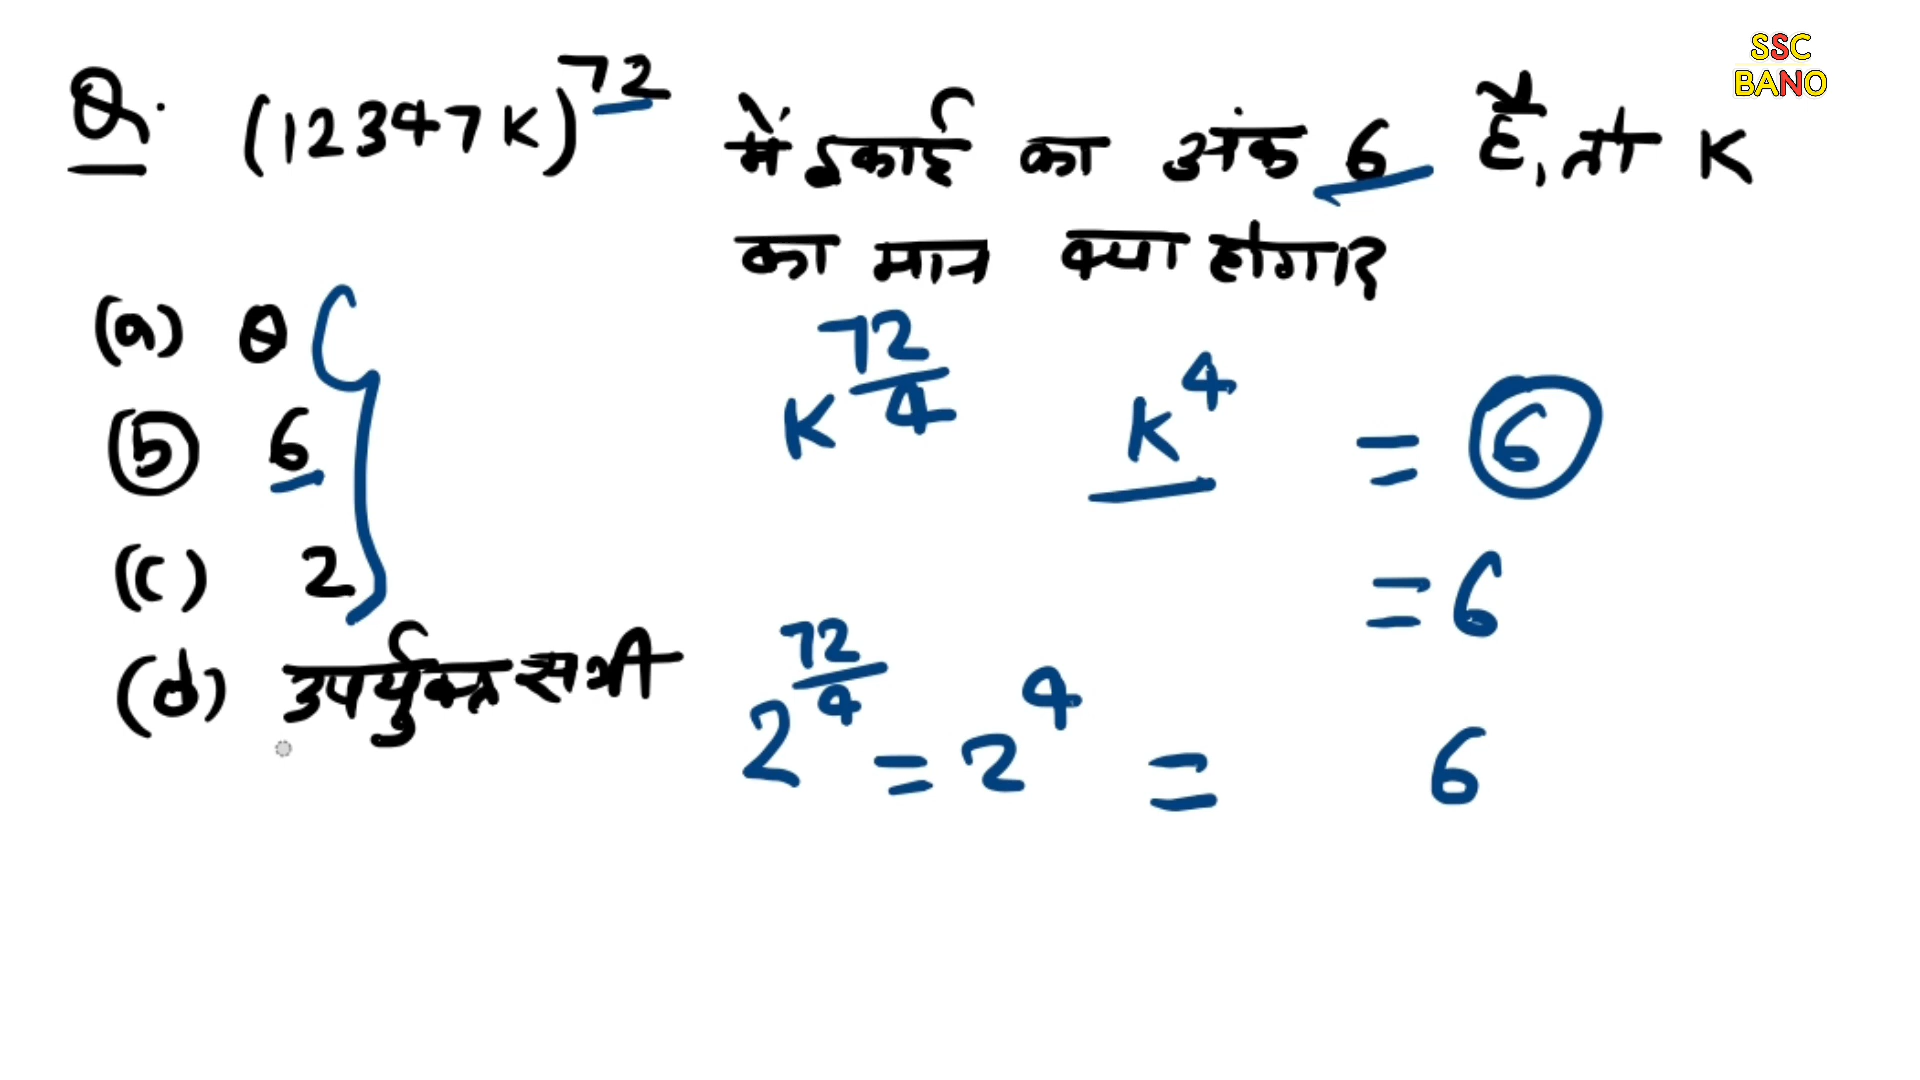 SSC
BANO
Q. (12347K)^72 में इकाई का अंक 6 है, तो K
का मान क्या होगा?
(a) 8
(b) 6
(c) 2
(d) उपर्युक्त सभी
K^72/4 K^4 = 6
= 6
2^72/4 = 2^4 = 6